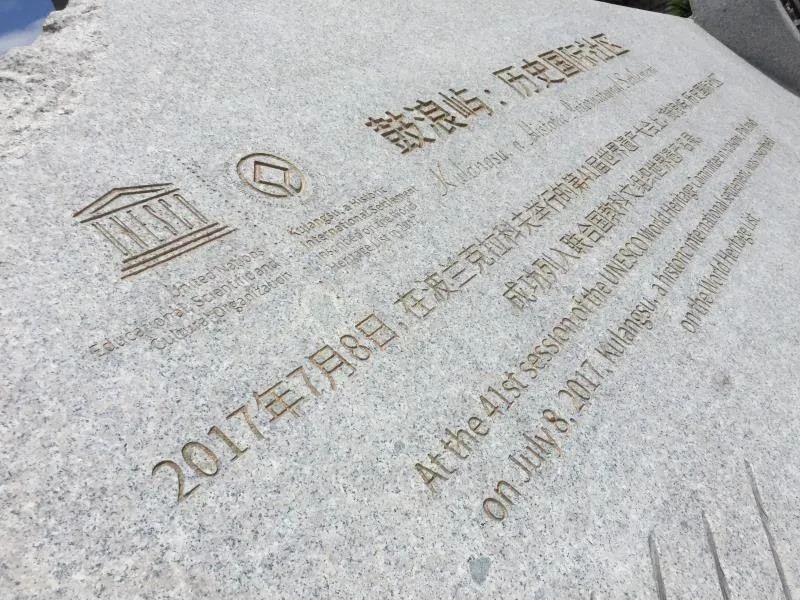 鼓浪屿：历史国际社区
Kulangsu, a Historic International Settlement
UNESCO
United Nations
Educational, Scientific and
Cultural Organization
Kulangsu, a Historic
International Settlement
inscribed on the World
Heritage List in 2017
2017年7月8日，在波兰克拉科夫举行的第41届世界遗产大会上，"鼓浪屿：历史国际社区"
成功列入联合国教科文组织世界遗产名录
At the 41st session of the UNESCO World Heritage Committee in Krakow, Poland
on July 8, 2017, Kulangsu, a historic international settlement was inscribed
on the World Heritage List